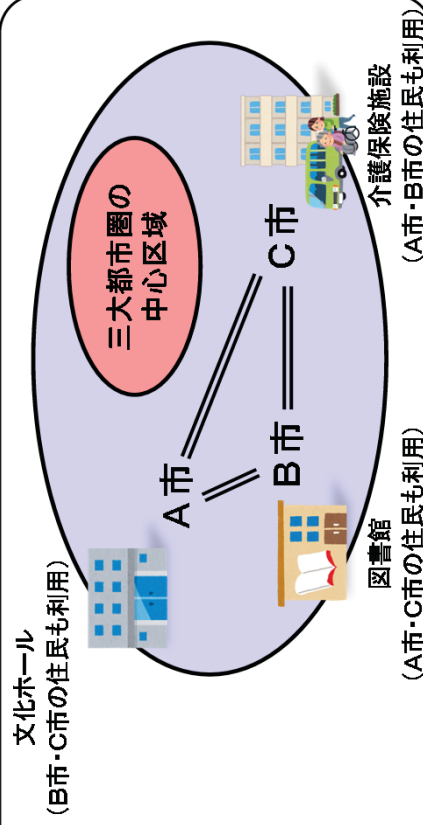 文化ホール
(B市・C市の住民も利用)
三大都市圏の
中心区域
A市
B市
C市
図書館
(A市・C市の住民も利用)
介護保険施設
(A市・B市の住民も利用)